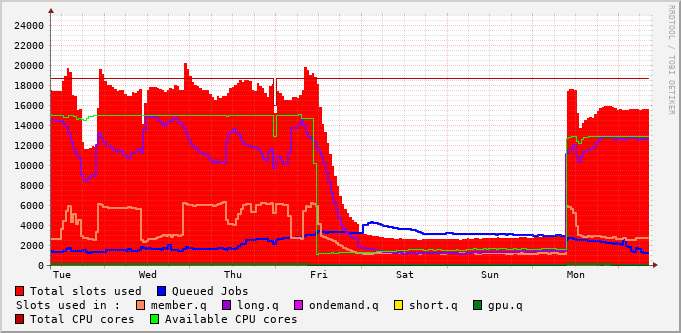 24000
22000
20000
18000
16000
14000
12000
10000
8000
6000
4000
2000
0
Tue Wed Thu Fri Sat Sun Mon
Total slots used Queued Jobs
Slots used in : member.q long.q ondemand.q short.q gpu.q
Total CPU cores Available CPU cores
RRDTOOL / TOBI OETIKER